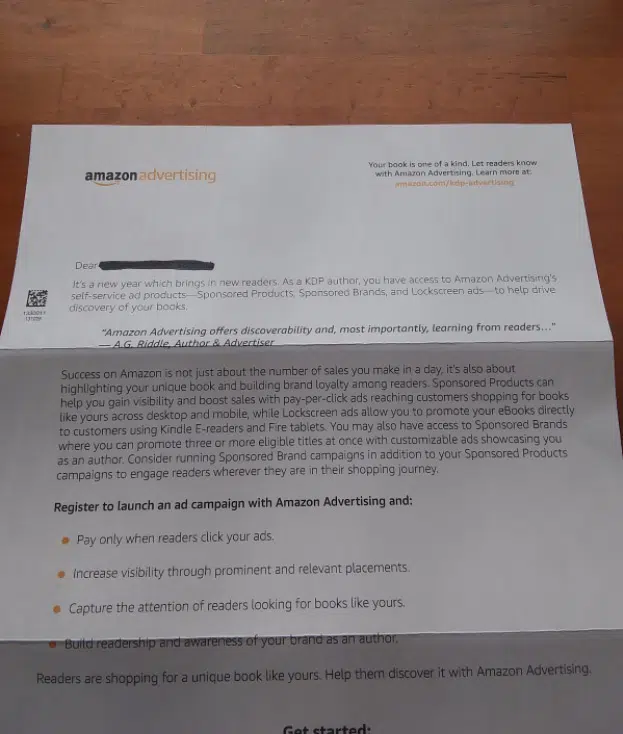 amazon advertising
Your book is one of a kind. Let readers know
with Amazon Advertising. Learn more at:
amazon.com/kdp-advertising
Dear
It's a new year which brings in new readers. As a KDP author, you have access to Amazon Advertising's
self-service ad products—Sponsored Products, Sponsored Brands, and Lockscreen ads—to help drive
discovery of your books.
"Amazon Advertising offers discoverability and, most importantly, learning from readers..."
— A.G. Riddle, Author & Advertiser
Success on Amazon is not just about the number of sales you make in a day, it's also about
highlighting your unique book and building brand loyalty among readers. Sponsored Products can
help you gain visibility and boost sales with pay-per-click ads reaching customers shopping for books
like yours across desktop and mobile, while Lockscreen ads allow you to promote your eBooks directly
to customers using Kindle E-readers and Fire tablets. You may also have access to Sponsored Brands
where you can promote three or more eligible titles at once with customizable ads showcasing you
as an author. Consider running Sponsored Brand campaigns in addition to your Sponsored Products
campaigns to engage readers wherever they are in their shopping journey.
Register to launch an ad campaign with Amazon Advertising and:
Pay only when readers click your ads.
Increase visibility through prominent and relevant placements.
Capture the attention of readers looking for books like yours.
Build readership and awareness of your brand as an author.
Readers are shopping for a unique book like yours. Help them discover it with Amazon Advertising.
Get started: